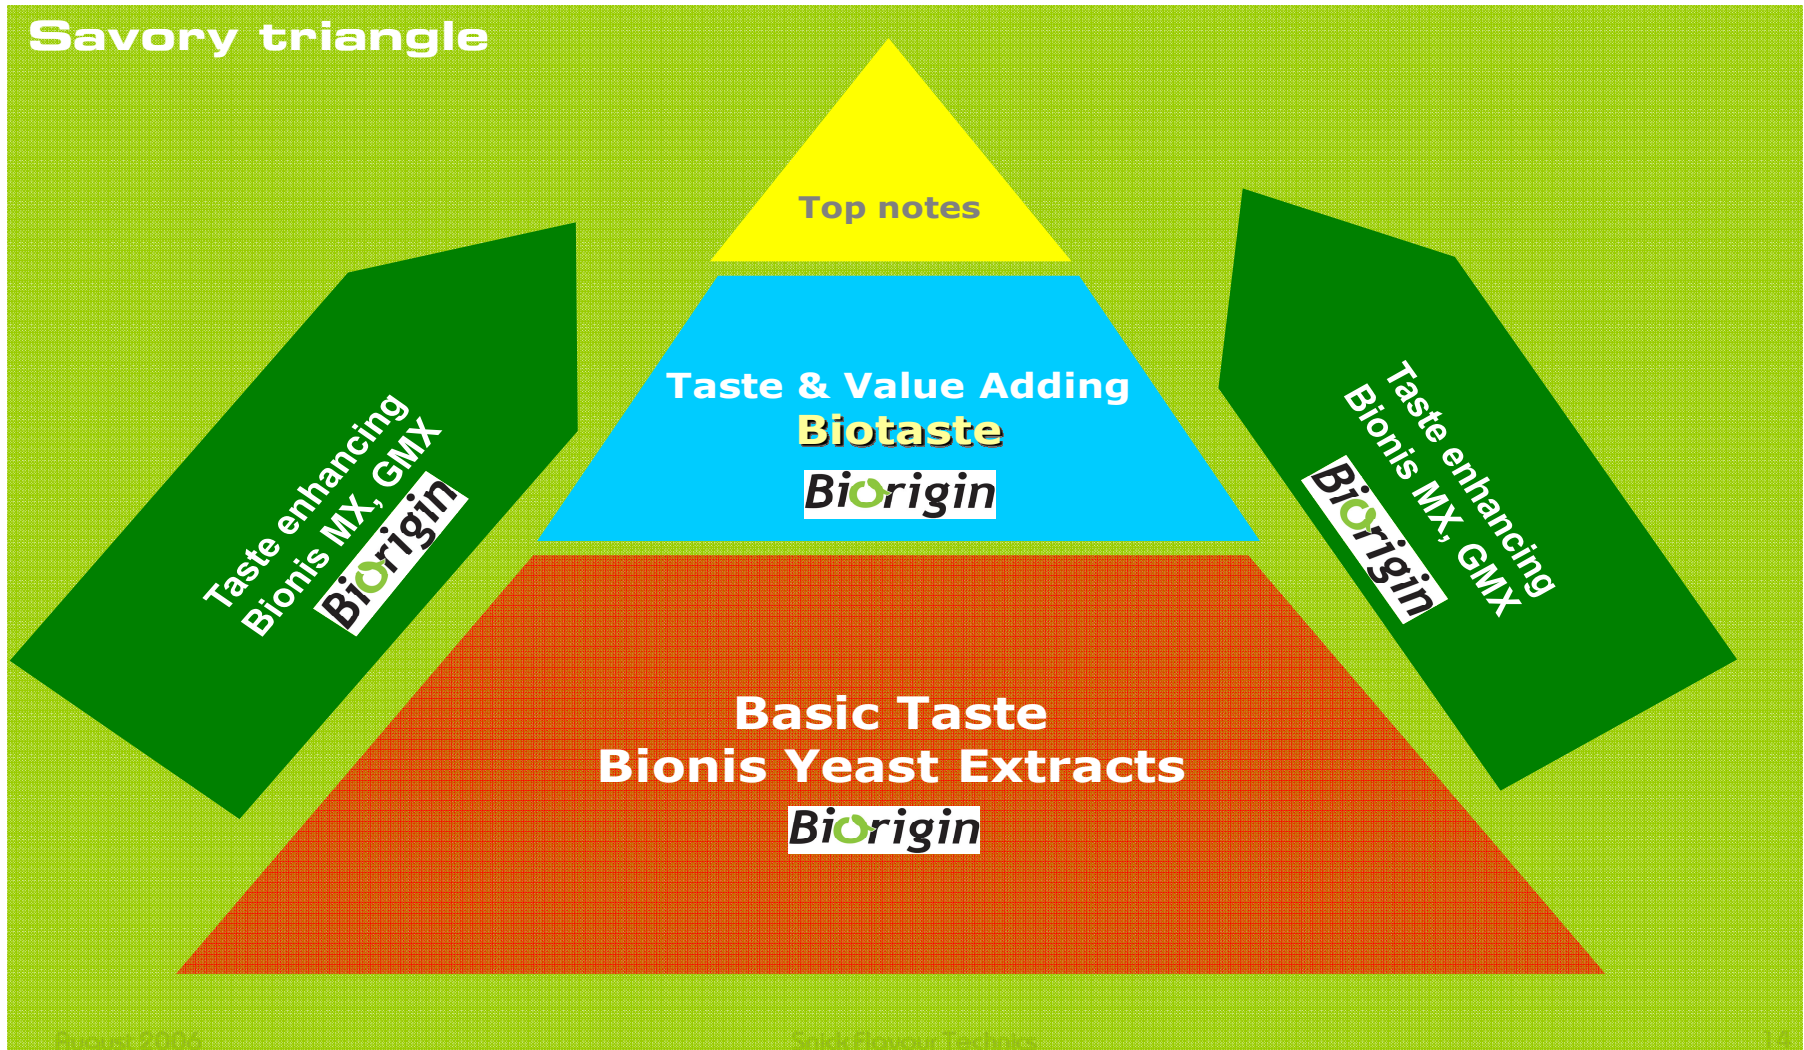 Savory triangle
Top notes
Taste & Value Adding
Biotaste
Biorigin
Taste enhancing
Bionis MX, GMX
Biorigin
Taste enhancing
Bionis MX, GMX
Biorigin
Basic Taste
Bionis Yeast Extracts
Biorigin
August 2006
Snick Flavour Technics
14